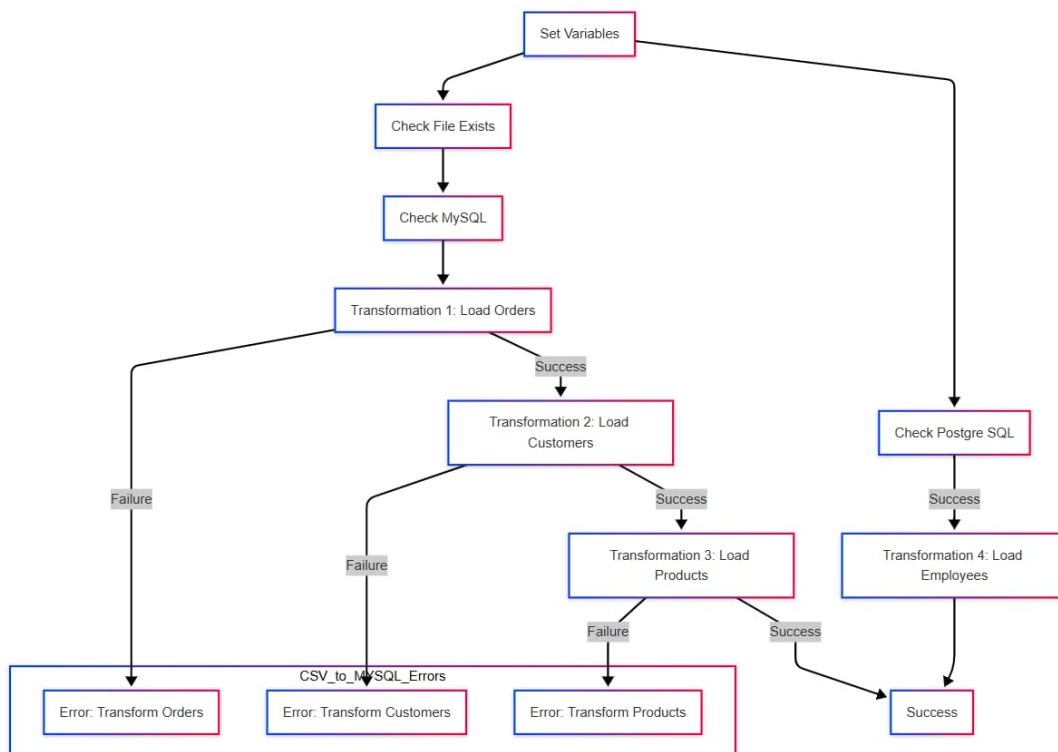 Set Variables
Check File Exists
Check MySQL
Transformation 1: Load Orders
Success
Transformation 2: Load
Customers
Check Postgre SQL
Failure
Success
Success
Failure
Transformation 3: Load
Products
Transformation 4: Load
Employees
Failure
Success
CSV_to_MYSQL_Errors
Error: Transform Orders
Error: Transform Customers
Error: Transform Products
Success